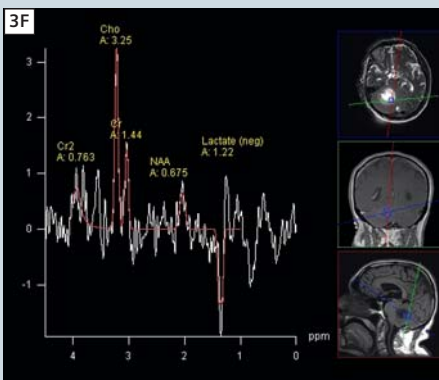 3F
Cho
A: 3.25
3
2
Cr
A: 1.44
Cr2
A: 0.763
1
NAA
A: 0.675
Lactate (neg)
A: 1.22
0
-1
4 3 2 1 0
ppm